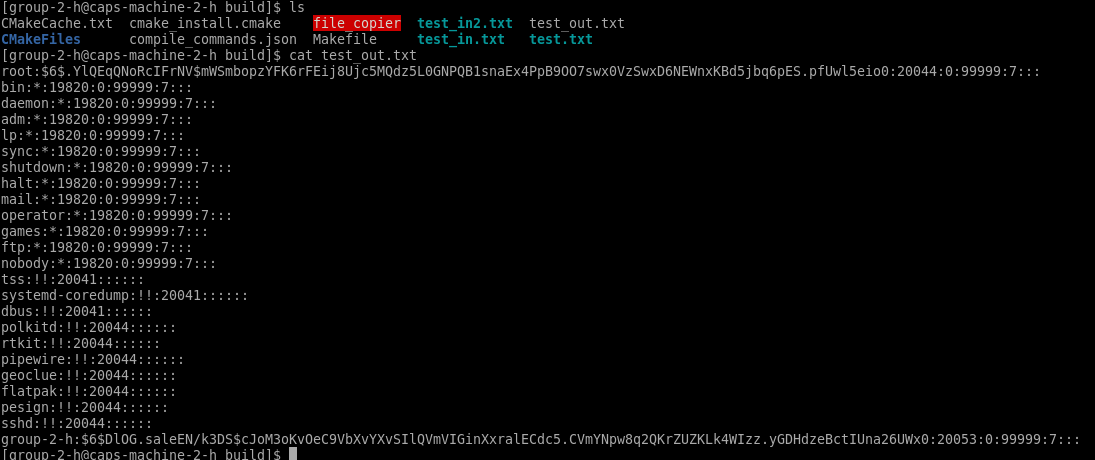 [group-2-h@caps-machine-2-h build]$ ls
CMakeCache.txt  cmake_install.cmake    file_copier  test_in2.txt  test_out.txt
CMakeFiles      compile_commands.json  Makefile     test_in.txt   test.txt
[group-2-h@caps-machine-2-h build]$ cat test_out.txt
root:$6$.YlQEqQNoRcIFrNV$mWSmbopzYFK6rFEij8Ujc5MQdz5L0GNPQB1snaEx4PpB9OO7swx0VzSwxD6NEWnxKBd5jbq6pES.pfUwl5eio0:20044:0:99999:7:::
bin:*:19820:0:99999:7:::
daemon:*:19820:0:99999:7:::
adm:*:19820:0:99999:7:::
lp:*:19820:0:99999:7:::
sync:*:19820:0:99999:7:::
shutdown:*:19820:0:99999:7:::
halt:*:19820:0:99999:7:::
mail:*:19820:0:99999:7:::
operator:*:19820:0:99999:7:::
games:*:19820:0:99999:7:::
ftp:*:19820:0:99999:7:::
nobody:*:19820:0:99999:7:::
tss:!!:20041::::::
systemd-coredump:!!:20041::::::
dbus:!!:20041::::::
polkitd:!!:20044::::::
rtkit:!!:20044::::::
pipewire:!!:20044::::::
geoclue:!!:20044::::::
flatpak:!!:20044::::::
pesign:!!:20044::::::
sshd:!!:20044::::::
group-2-h:$6$DlOG.saleEN/k3DS$cJoM3oKvOeC9VbXvYXvSIlQVmVIGinXxralECdc5.CVmYNpw8q2QKrZUZKLk4WIzz.yGDHdzeBctIUna26UWx0:20053:0:99999:7:::
[group-2-h@caps-machine-2-h build]$